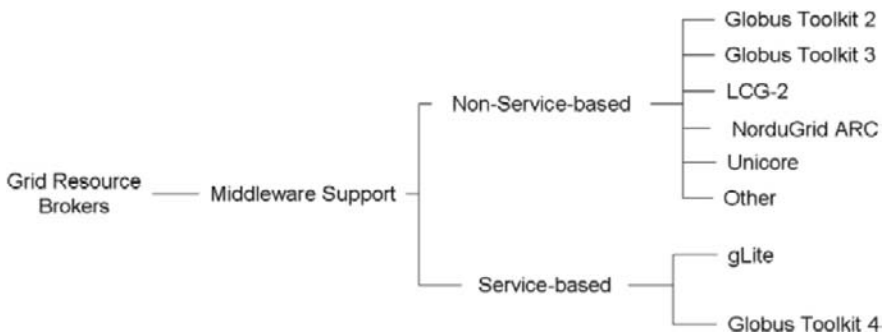 Globus Toolkit 2
Globus Toolkit 3
Non-Service-based
LCG-2
NorduGrid ARC
Grid Resource
Brokers
Middleware Support
Unicore
Other
gLite
Service-based
Globus Toolkit 4